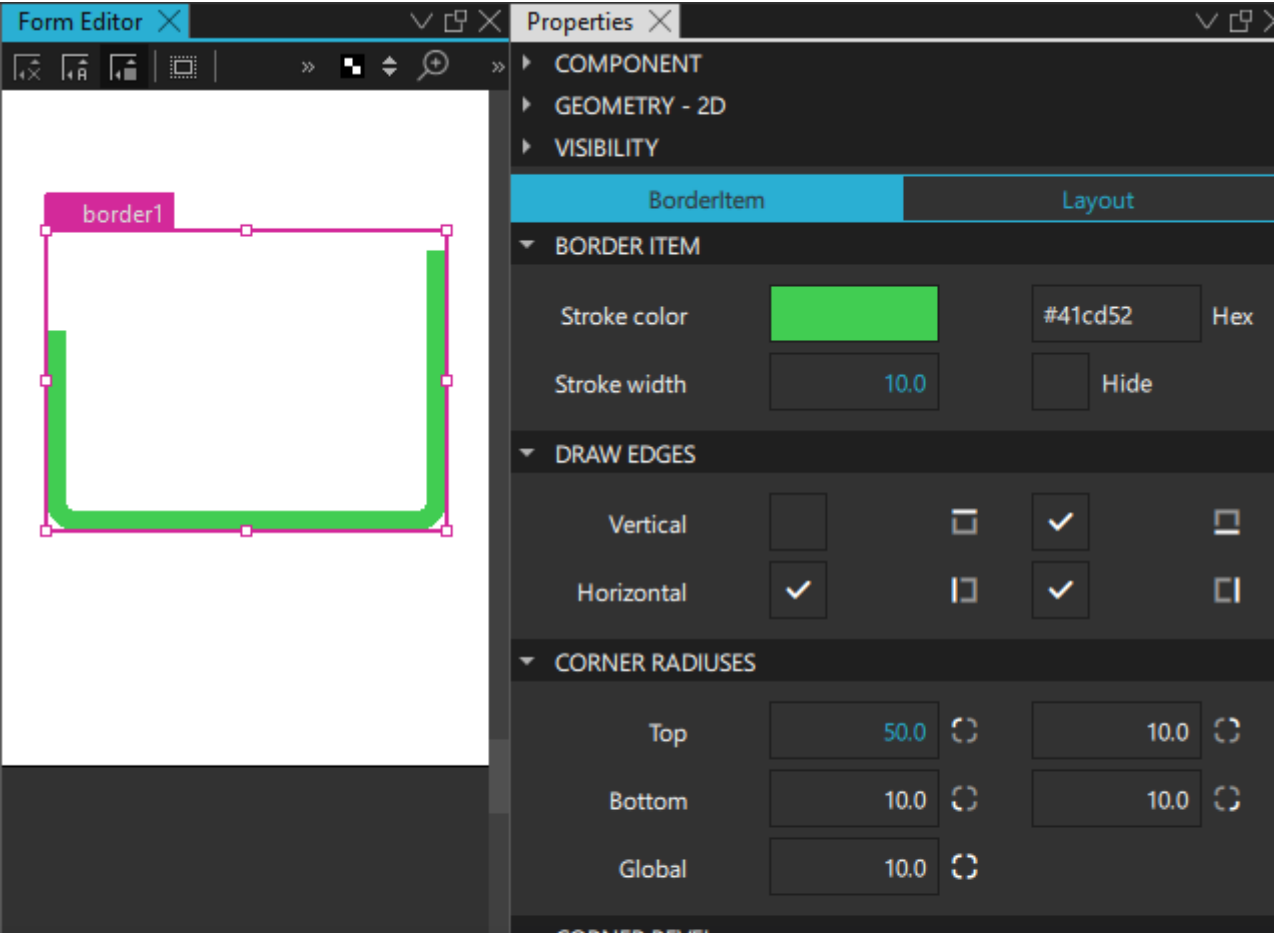 Form Editor
Properties
COMPONENT
GEOMETRY - 2D
VISIBILITY
BorderItem Layout
border1
BORDER ITEM
Stroke color #41cd52 Hex
Stroke width 10.0 Hide
DRAW EDGES
Vertical
Horizontal
CORNER RADIUSES
Top 50.0 10.0
Bottom 10.0 10.0
Global 10.0
CORNER BEVEL